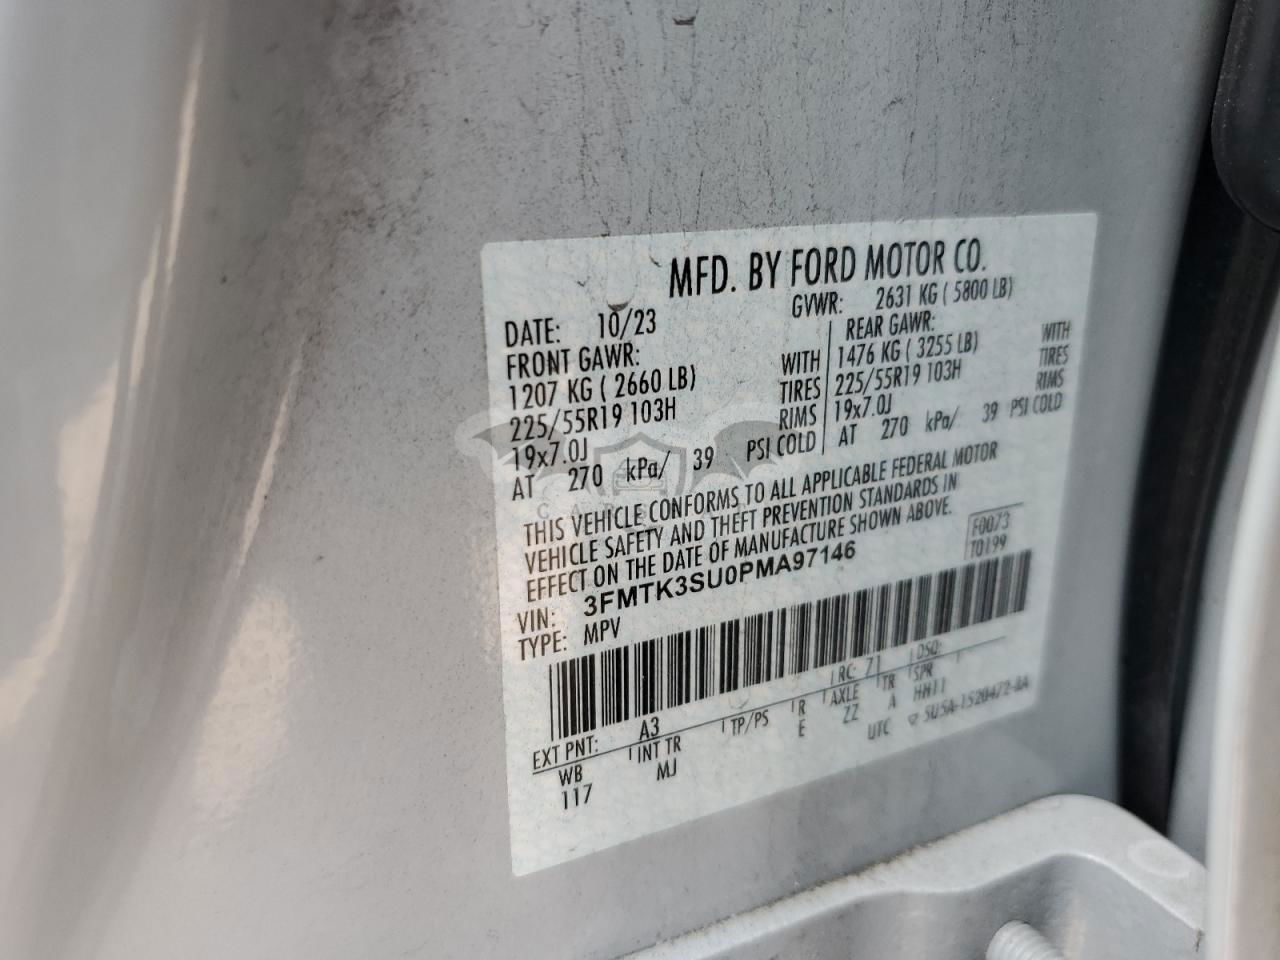 MFD. BY FORD MOTOR CO.
DATE: 10/23
GVWR: 2631 KG ( 5800 LB)
FRONT GAWR:
1207 KG ( 2660 LB) WITH
225/55R19 103H TIRES
19x7.0J RIMS
AT 270 kPa/ 39 PSI COLD
REAR GAWR:
1476 KG ( 3255 LB) WITH
225/55R19 103H TIRES
19x7.0J RIMS
AT 270 kPa/ 39 PSI COLD
THIS VEHICLE CONFORMS TO ALL APPLICABLE FEDERAL MOTOR
VEHICLE SAFETY AND THEFT PREVENTION STANDARDS IN
EFFECT ON THE DATE OF MANUFACTURE SHOWN ABOVE.
F0073
T0199
VIN: 3FMTK3SU0PMA97146
TYPE: MPV
EXT PNT: A3 RC: 71 DSO:
WB INT TR TP/PS R AXLE TR SPR
117 MJ E ZZ A HH11
UTC ▽ 5U5A-1520472-AA